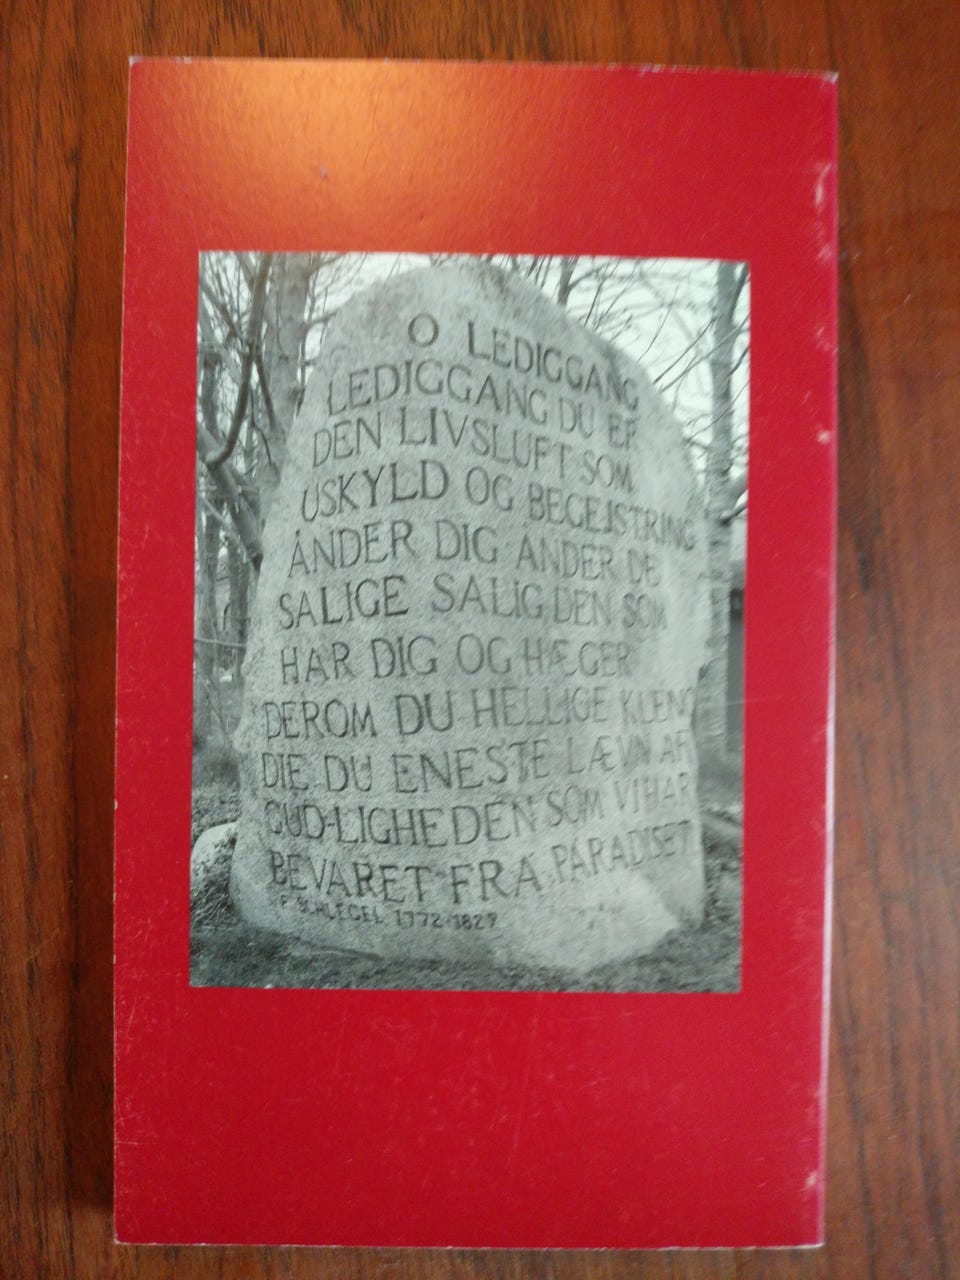 O LEDIGGANG
LEDIGGANG DU ER
DEN LIVSLUFT SOM
USKYLD OG BEGEJSTRING
ÅNDER DIG ÅNDER DE
SALIGE SALIG DEN SOM
HAR DIG OG HÆGER
DEROM DU HELLIGE KLENO
DIE DU ENESTE LÆVN AF
GUD-LIGHEDEN SOM VI HAR
BEVARET FRA PARADISET
F SCHLEGEL 1772-1829